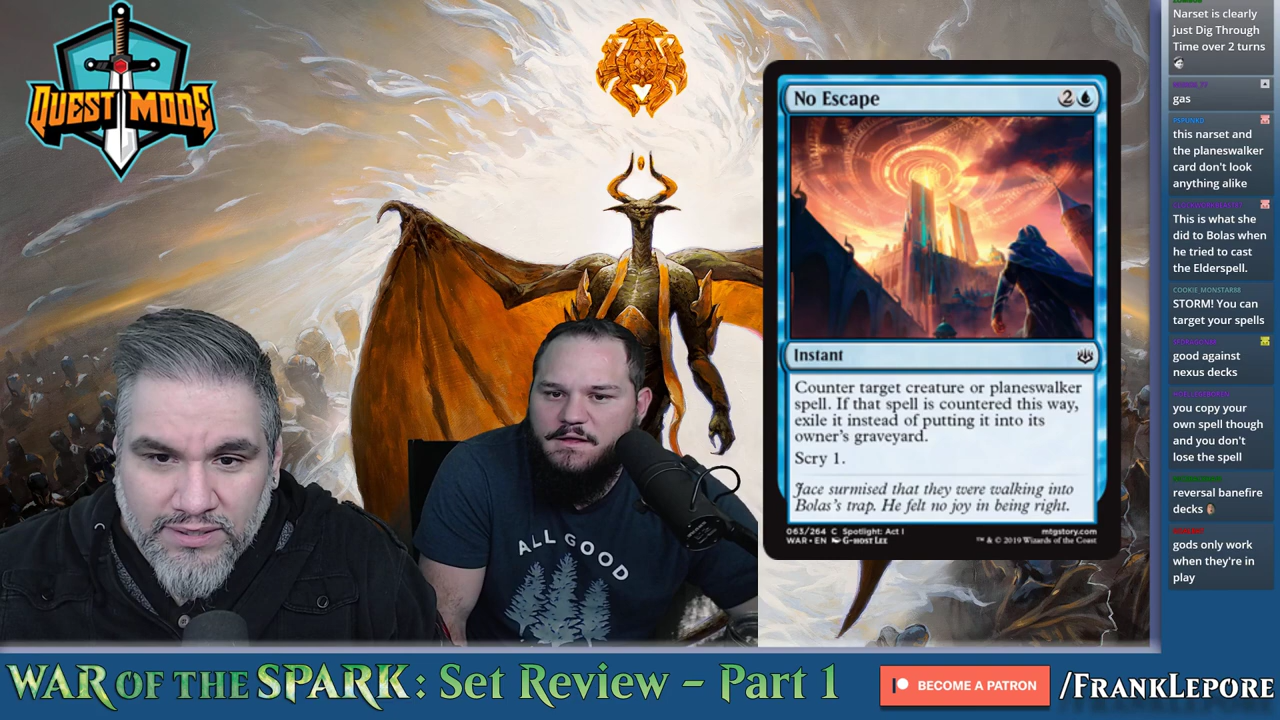 QUEST MODE
No Escape
2
Instant
Counter target creature or planeswalker
spell. If that spell is countered this way,
exile it instead of putting it into its
owner's graveyard.
Scry 1.
Jace surmised that they were walking into
Bolas's trap. He felt no joy in being right.
063/264 C Spotlight: Act I
mtgstory.com
WAR • EN G-host Lee
™ & © 2019 Wizards of the Coast
ALL GOOD
Narset is clearly
just Dig Through
Time over 2 turns
gas
this narset and
the planeswalker
card don't look
anything alike
This is what she
did to Bolas when
he tried to cast
the Elderspell.
COOKIE MONSTAR88
STORM! You can
target your spells
good against
nexus decks
you copy your
own spell though
and you don't
lose the spell
reversal banefire
decks
gods only work
when they're in
play
WAR OF THE SPARK: Set Review - Part 1
BECOME A PATRON
/FrankLepore